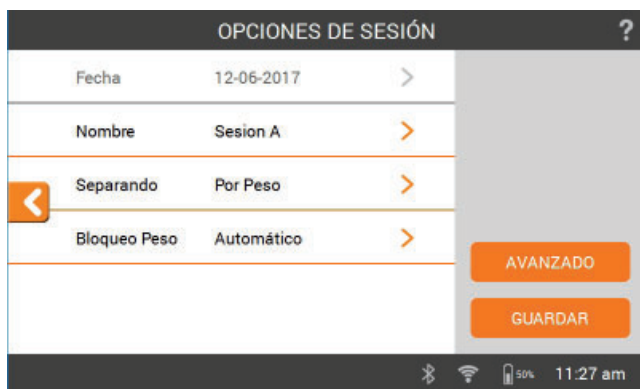 OPCIONES DE SESIÓN ?
Fecha 12-06-2017
Nombre Sesion A
Separando Por Peso
Bloqueo Peso Automático
AVANZADO
GUARDAR
50% 11:27 am